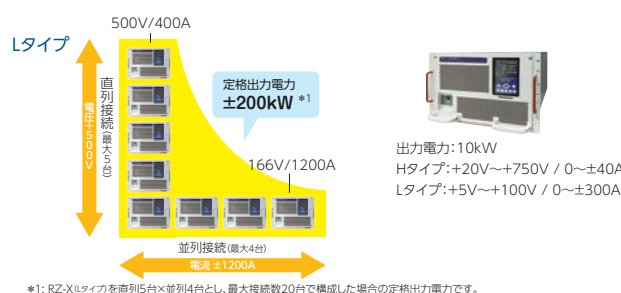 500V/400A
Lタイプ
直列接続(最大5台)
電圧+500V
定格出力電力
±200kW *1
166V/1200A
並列接続(最大4台)
電流 ±1200A
出力電力:10kW
Hタイプ:+20V～+750V / 0～±40A
Lタイプ:+5V～+100V / 0～±300A
*1: RZ-X(Lタイプ)を直列5台×並列4台とし、最大接続数20台で構成した場合の定格出力電力です。